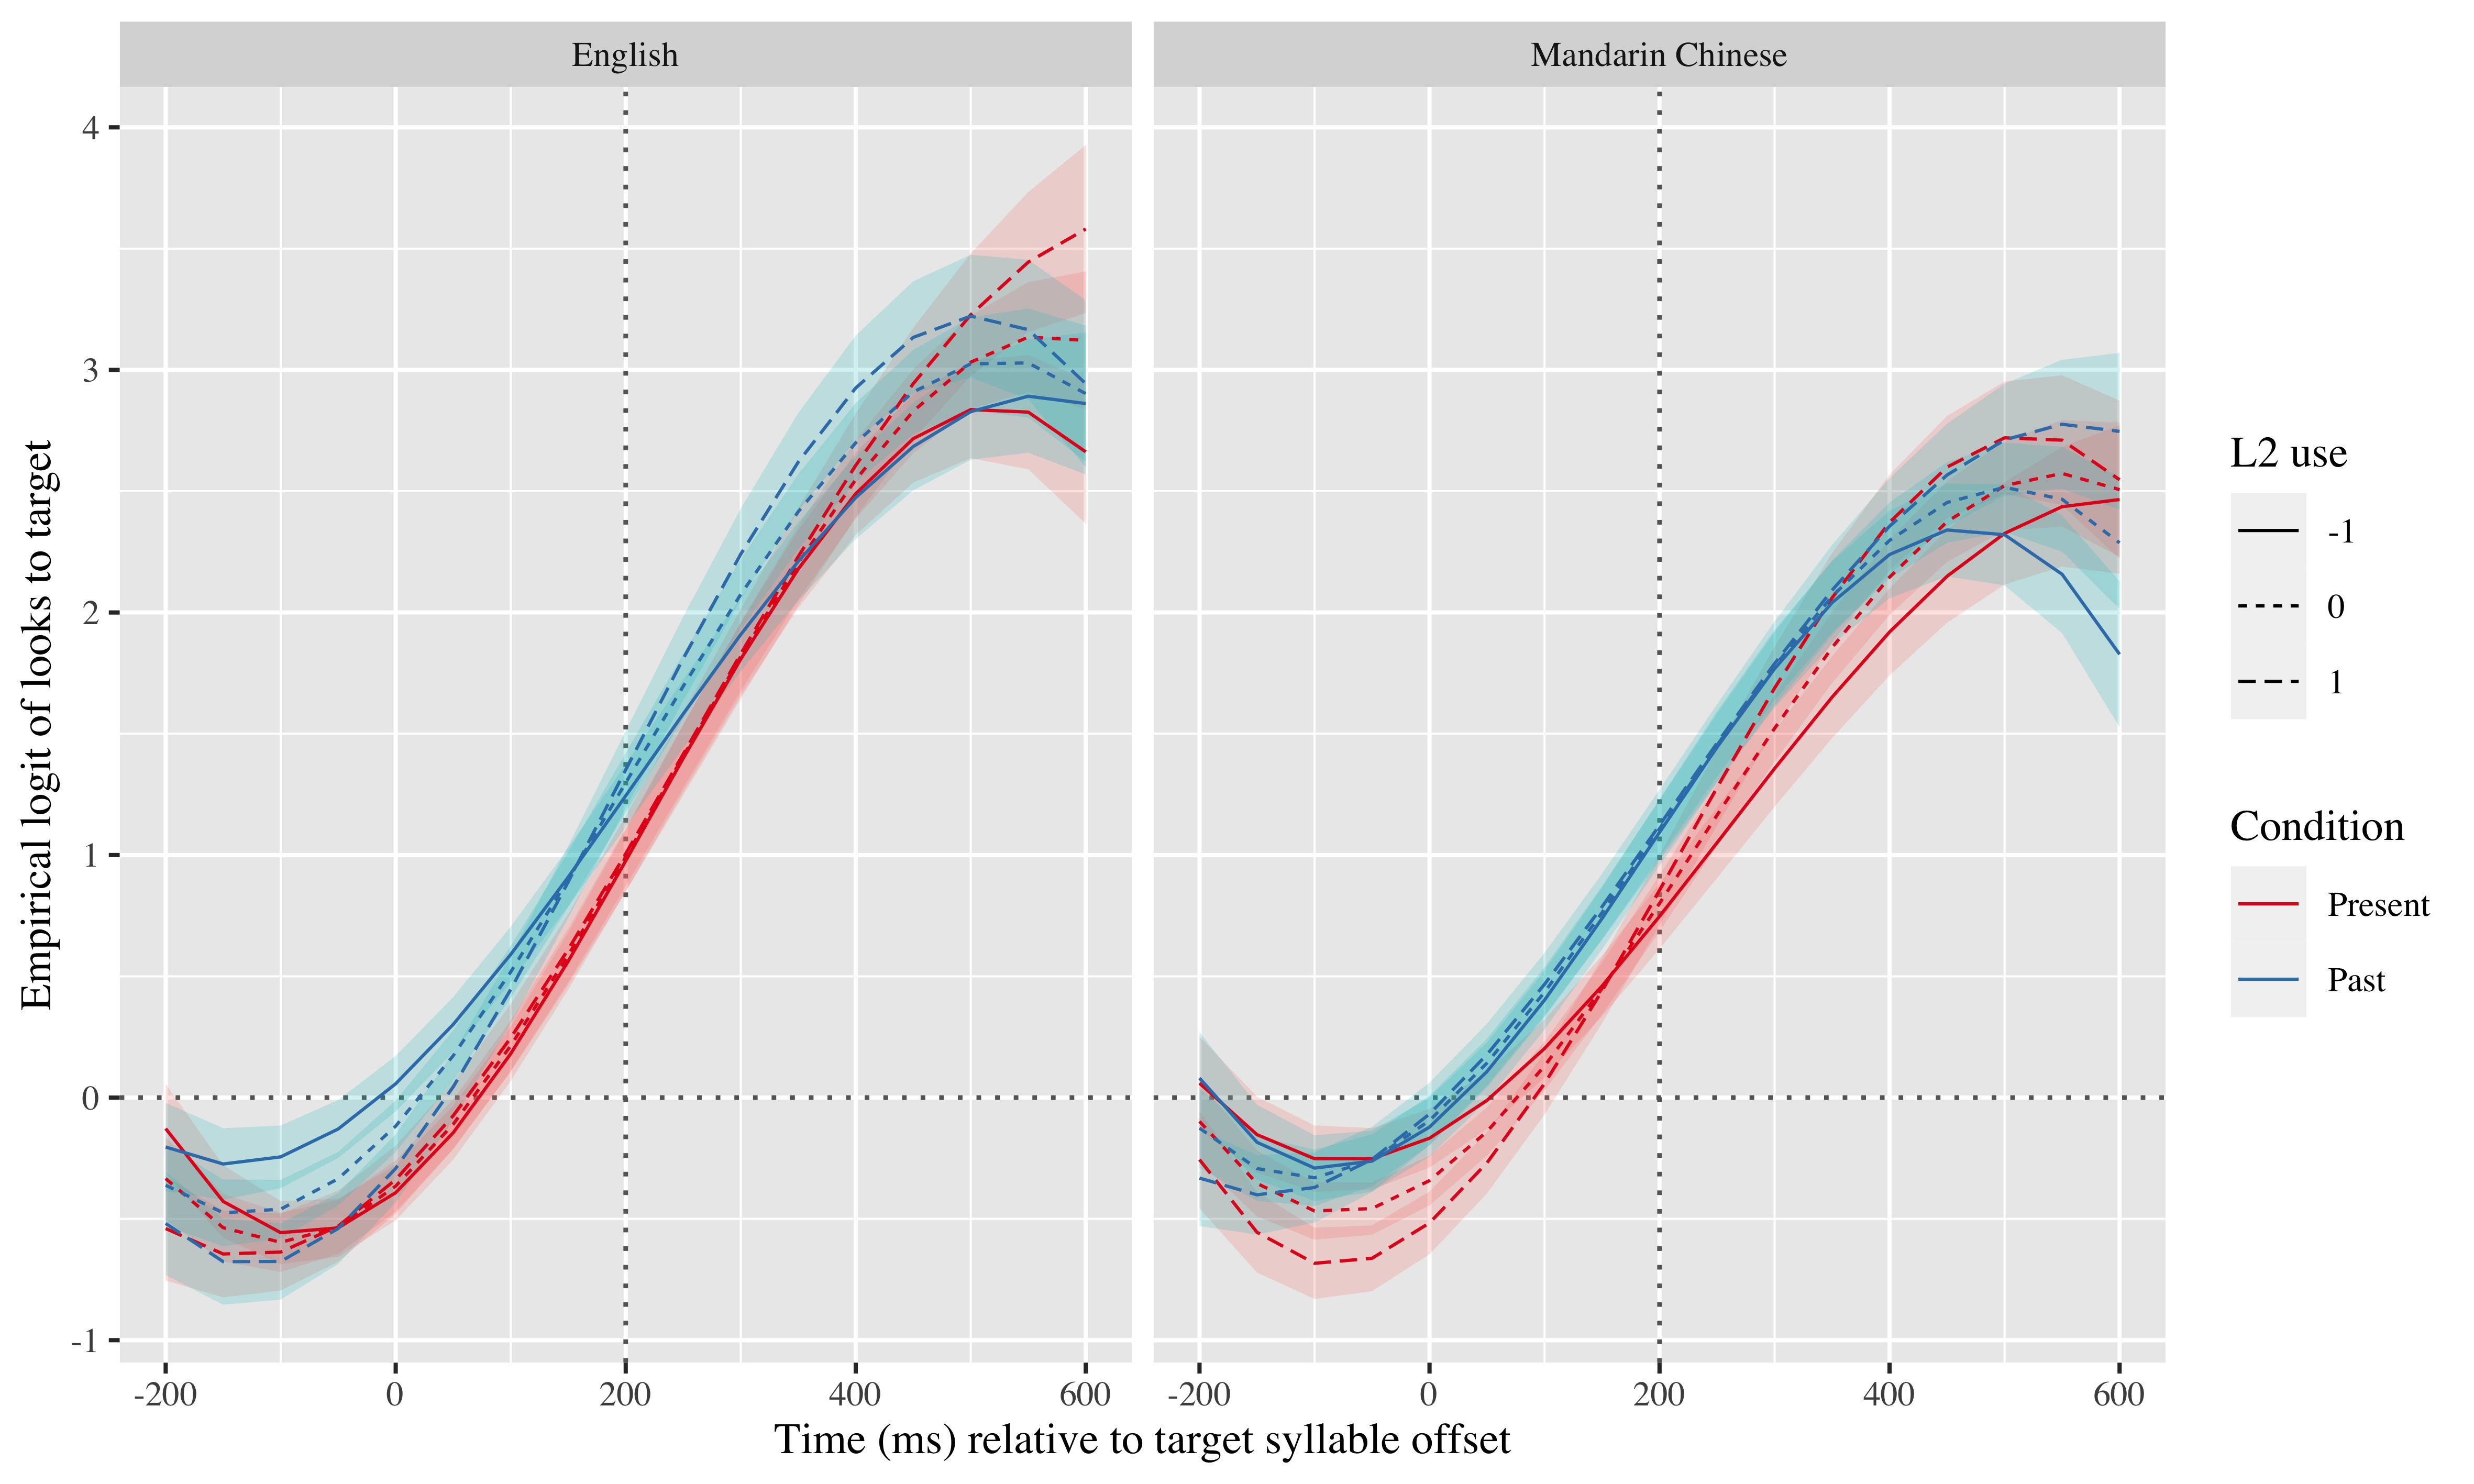 English
Mandarin Chinese
Empirical logit of looks to target
4
3
2
1
0
-1
-200 0 200 400 600
-200 0 200 400 600
Time (ms) relative to target syllable offset
L2 use
-1
0
1
Condition
Present
Past